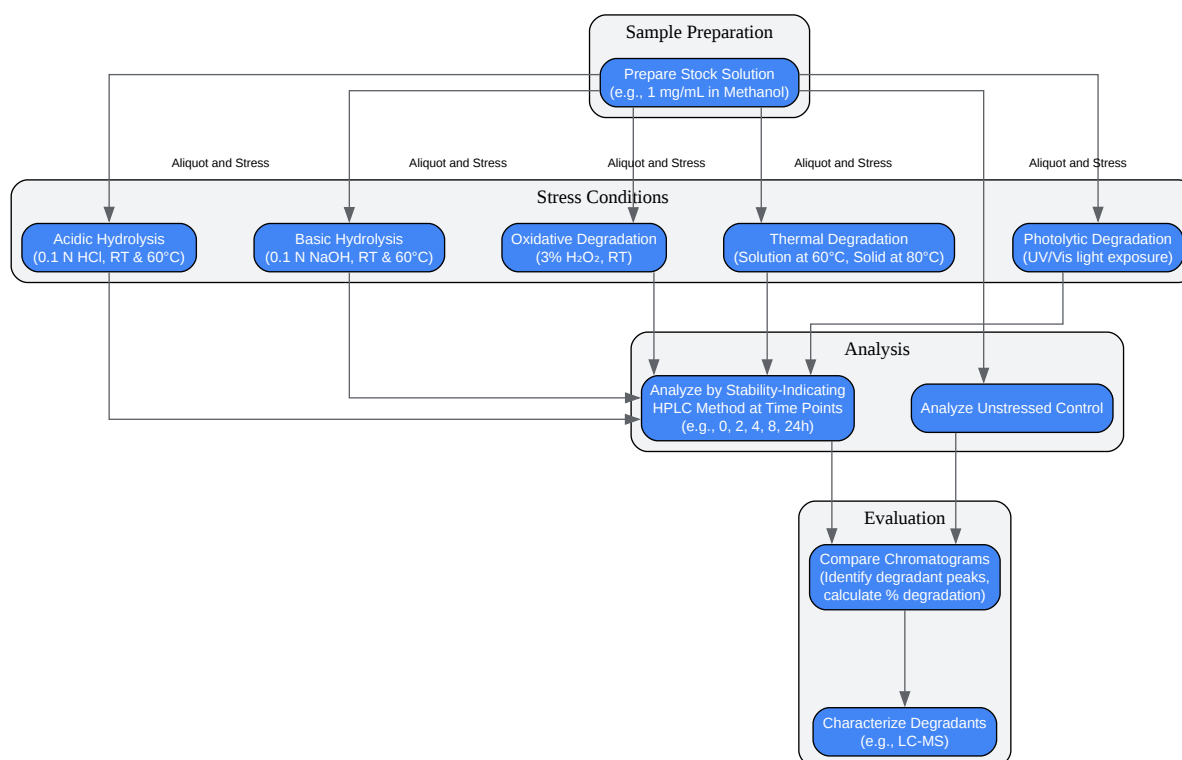 Sample Preparation
Prepare Stock Solution
(e.g., 1 mg/mL in Methanol)
Aliquot and Stress
Aliquot and Stress
Aliquot and Stress
Aliquot and Stress
Aliquot and Stress
Stress Conditions
Acidic Hydrolysis
(0.1 N HCl, RT & 60°C)
Basic Hydrolysis
(0.1 N NaOH, RT & 60°C)
Oxidative Degradation
(3% H₂O₂, RT)
Thermal Degradation
(Solution at 60°C, Solid at 80°C)
Photolytic Degradation
(UV/Vis light exposure)
Analysis
Analyze by Stability-Indicating
HPLC Method at Time Points
(e.g., 0, 2, 4, 8, 24h)
Analyze Unstressed Control
Evaluation
Compare Chromatograms
(Identify degradant peaks,
calculate % degradation)
Characterize Degradants
(e.g., LC-MS)